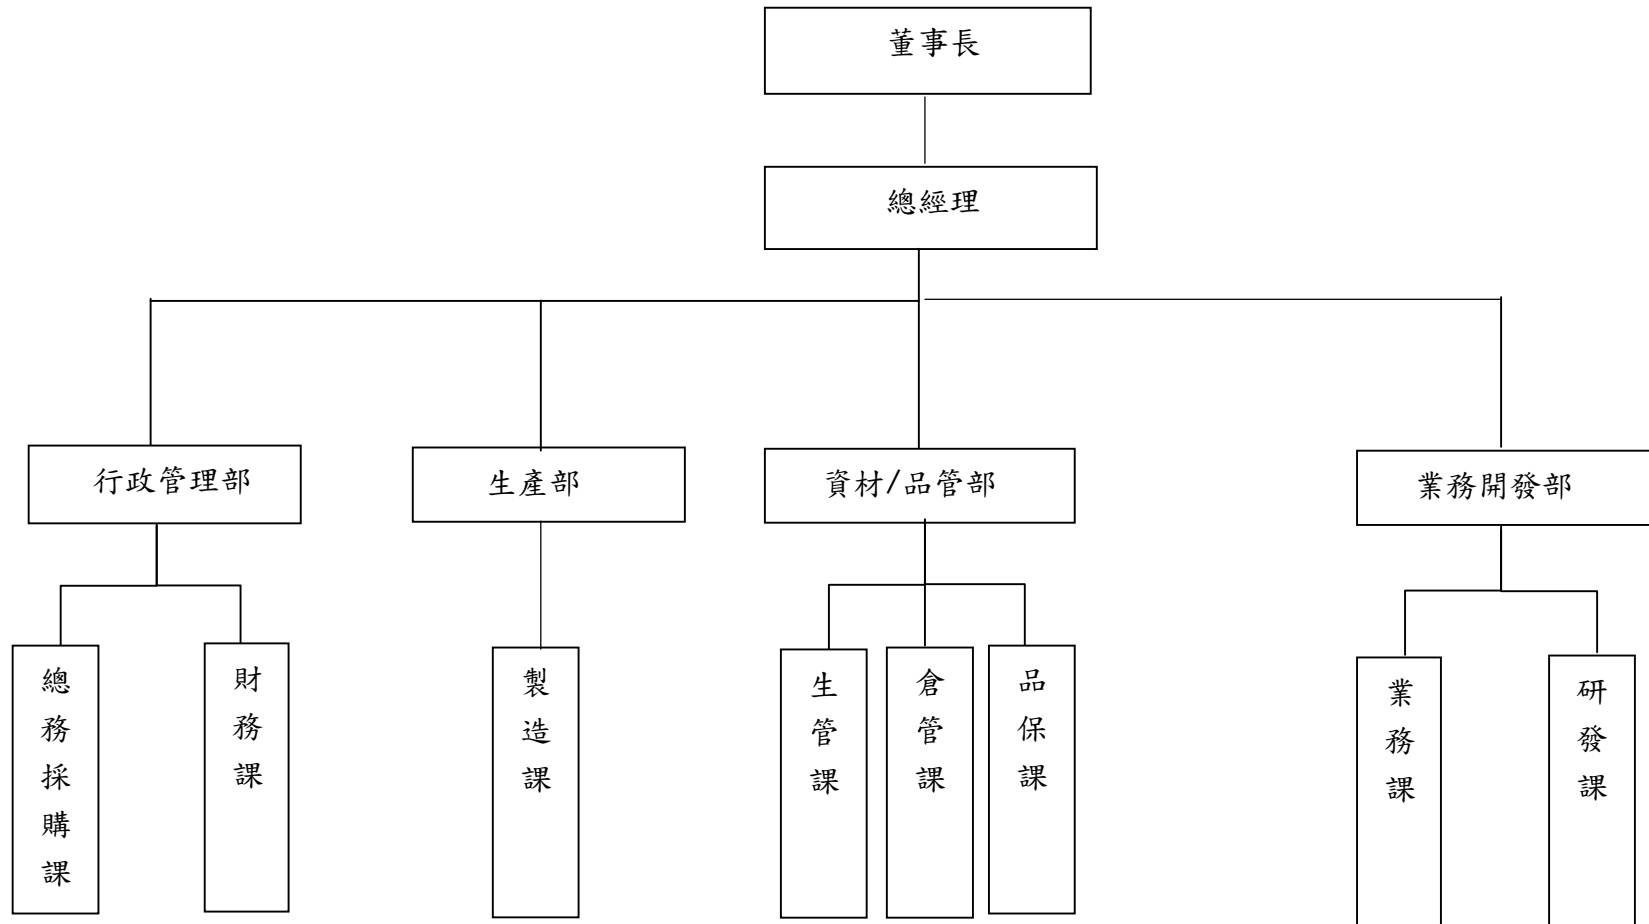 董事長
總經理
行政管理部
生產部
資材/品管部
業務開發部
總務採購課
財務課
製造課
生管課
倉管課
品保課
業務課
研發課